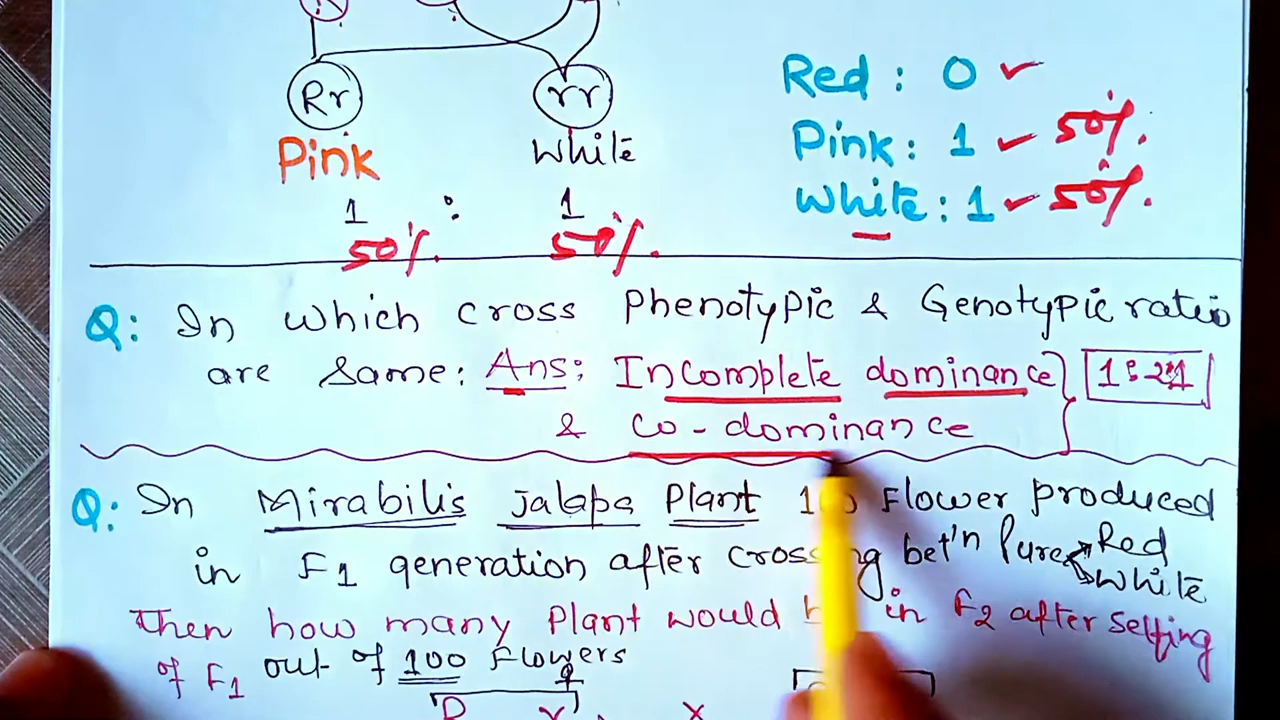 Rr rr
Pink White
1 : 1
50% 50%
Red : 0
Pink : 1 50%.
White : 1 50%.
Q: In which cross Phenotypic & Genotypic ratio
are same: Ans: Incomplete dominance
& Co-dominance
1:2:1
Q: In Mirabilis Jalapa Plant 100 Flower produced
in F1 generation after crossing bet'n Pure Red
White
Then how many Plant would in F2 after selfing
of F1 out of 100 Flowers
R r x